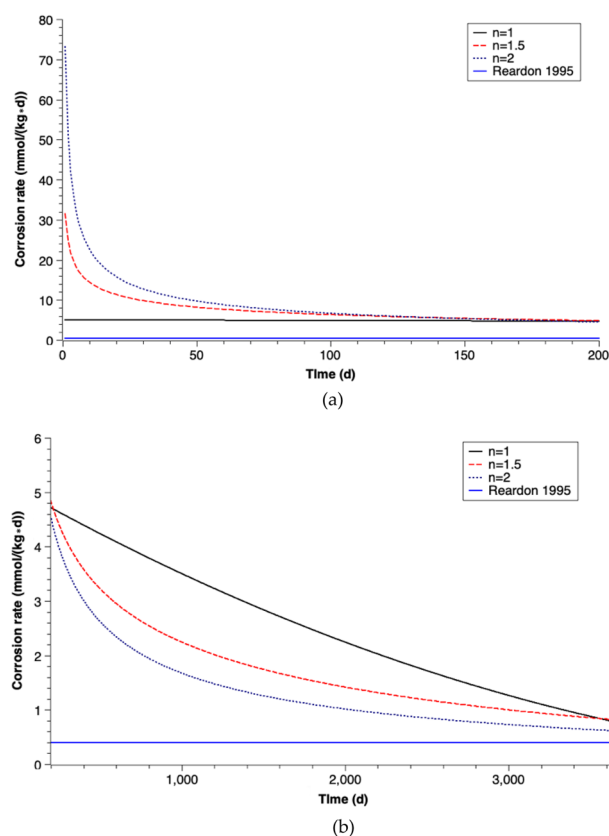 80
70
60
50
40
30
20
10
0
Corrosion rate (mmol/(kg•d))
n=1
n=1.5
n=2
Reardon 1995
0
50
100
150
200
TIme (d)
(a)
6
5
4
3
2
1
0
Corrosion rate (mmol/(kg•d))
n=1
n=1.5
n=2
Reardon 1995
1,000
2,000
3,000
TIme (d)
(b)